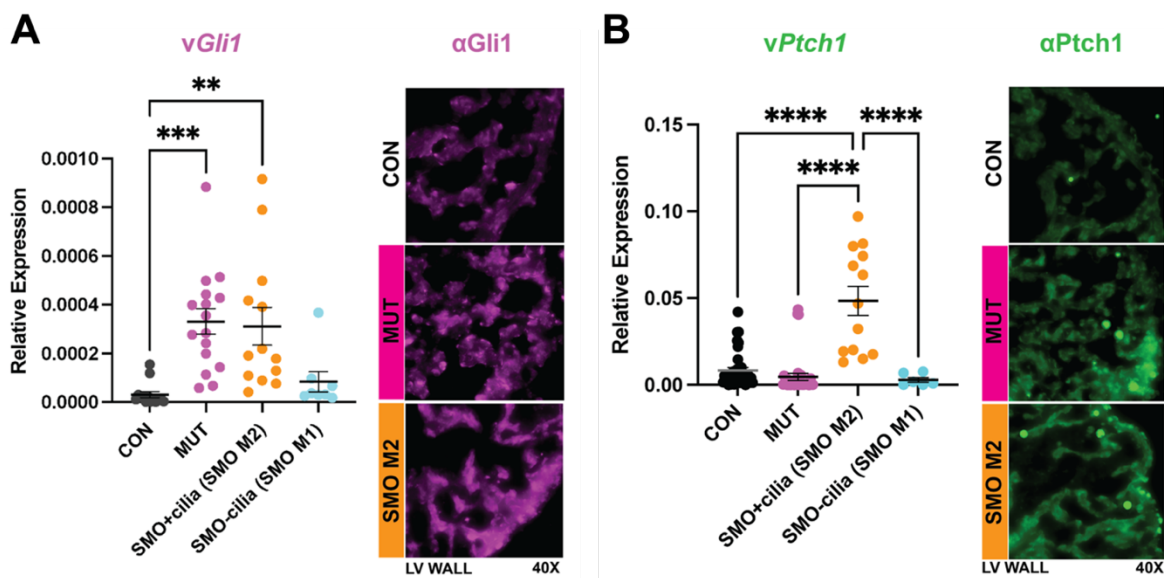 A
vGli1
αGli1
**
***
Relative Expression
0.0010
0.0008
0.0006
0.0004
0.0002
0.0000
CON
MUT
SMO+cilia (SMO M2)
SMO-cilia (SMO M1)
CON
MUT
SMO M2
LV WALL 40X
B
vPtch1
αPtch1
**** ****
****
Relative Expression
0.15
0.10
0.05
0.00
CON
MUT
SMO+cilia (SMO M2)
SMO-cilia (SMO M1)
CON
MUT
SMO M2
LV WALL 40X